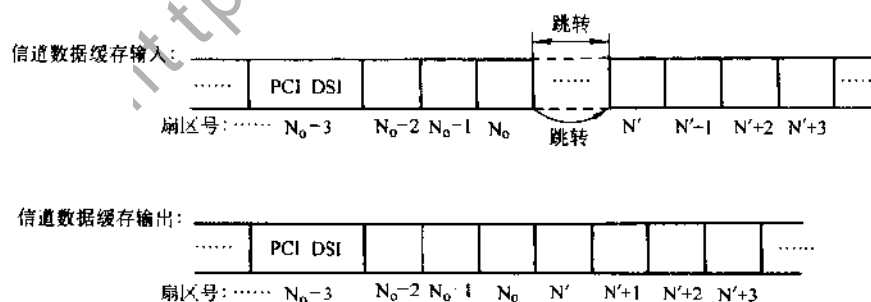 http
跳转
信道数据缓存输入:
…… PCI DSI …… ……
扇区号:…… N₀-3 N₀-2 N₀-1 N₀ 跳转 N′ N′+1 N′+2 N′+3
信道数据缓存输出:
…… PCI DSI ……
扇区号:…… N₀-3 N₀-2 N₀-1 N₀ N′ N′+1 N′+2 N′+3